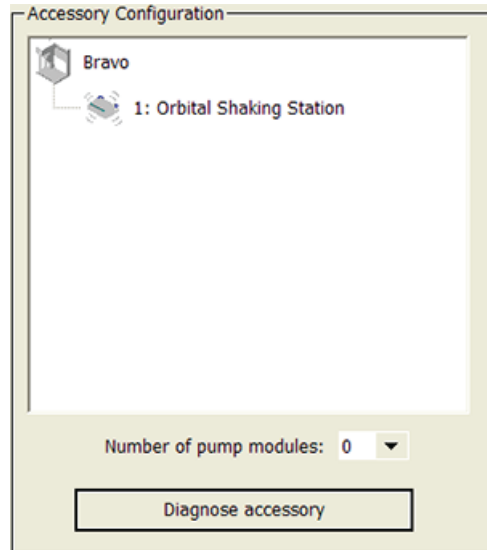 Accessory Configuration
Bravo
1: Orbital Shaking Station
Number of pump modules: 0
Diagnose accessory